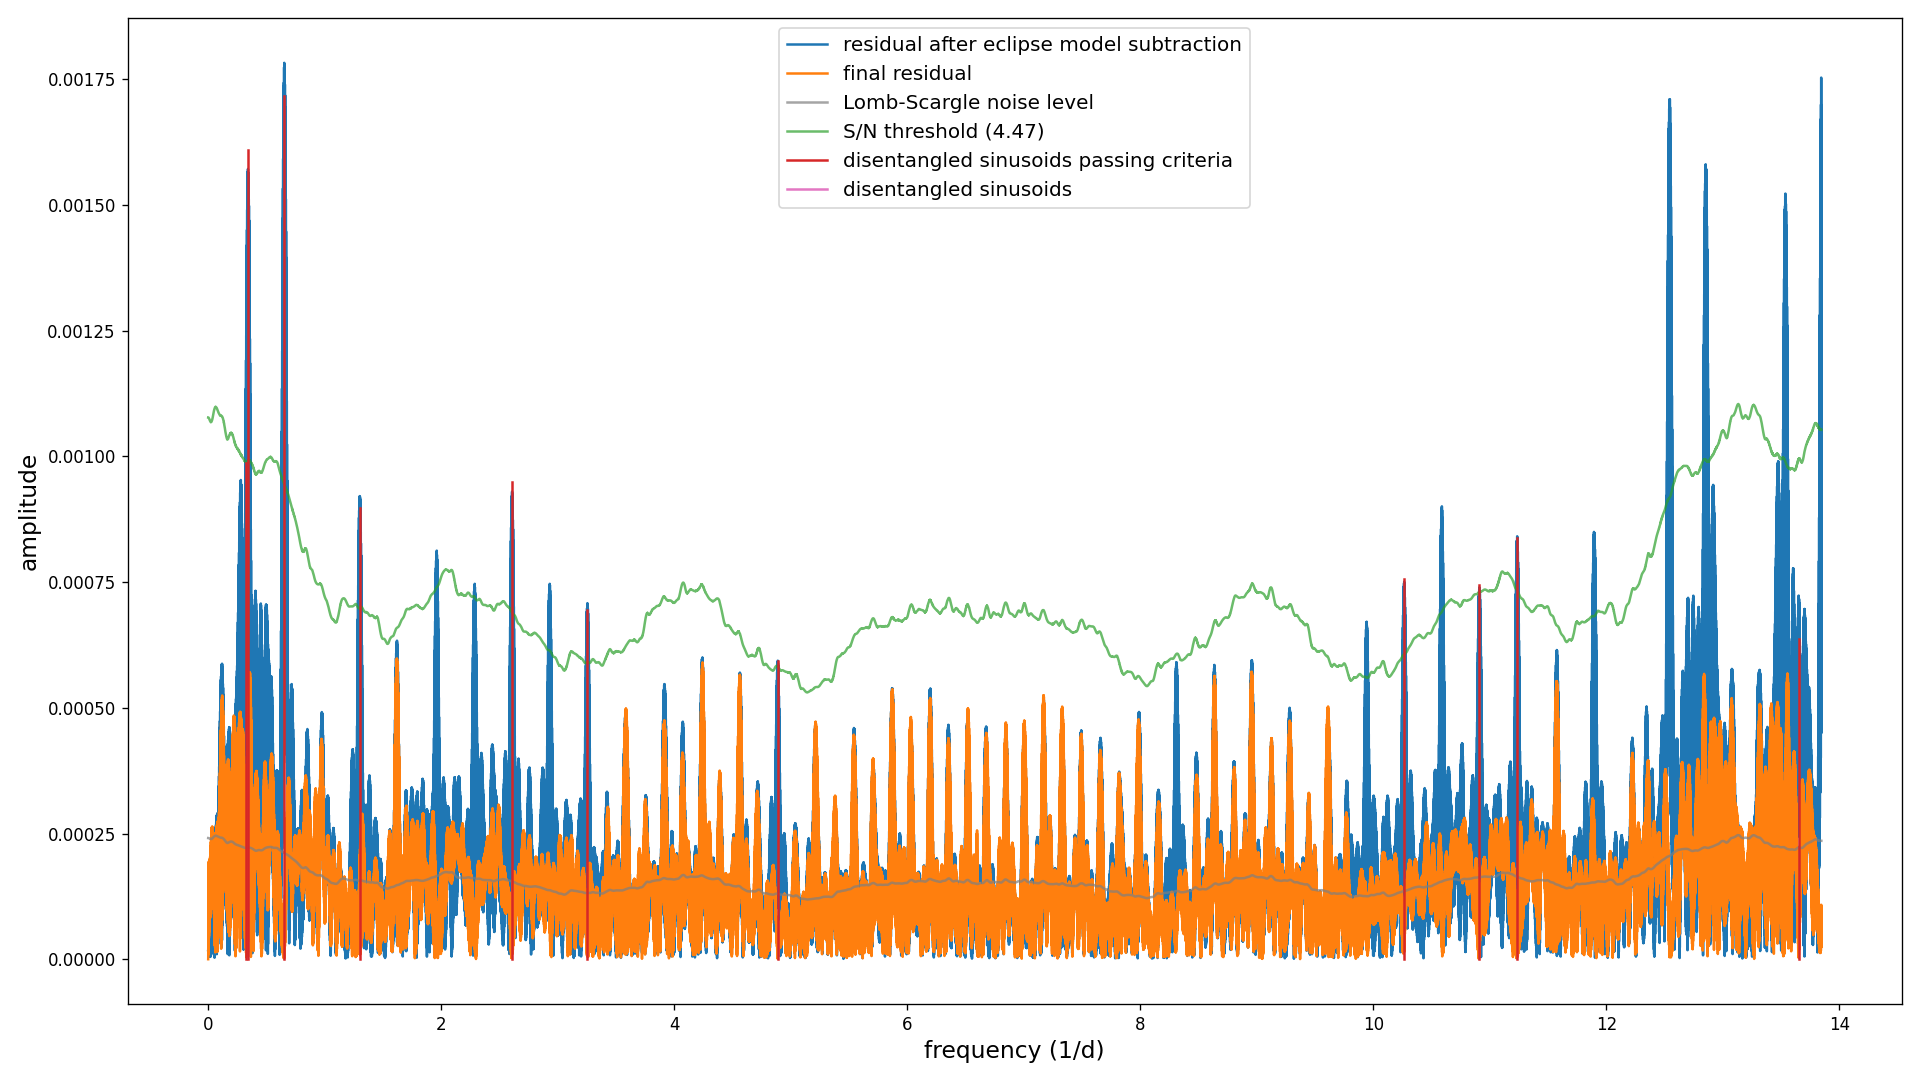 residual after eclipse model subtraction
final residual
Lomb-Scargle noise level
S/N threshold (4.47)
disentangled sinusoids passing criteria
disentangled sinusoids
0.00175
0.00150
0.00125
0.00100
0.00075
0.00050
0.00025
0.00000
amplitude
0 2 4 6 8 10 12 14
frequency (1/d)